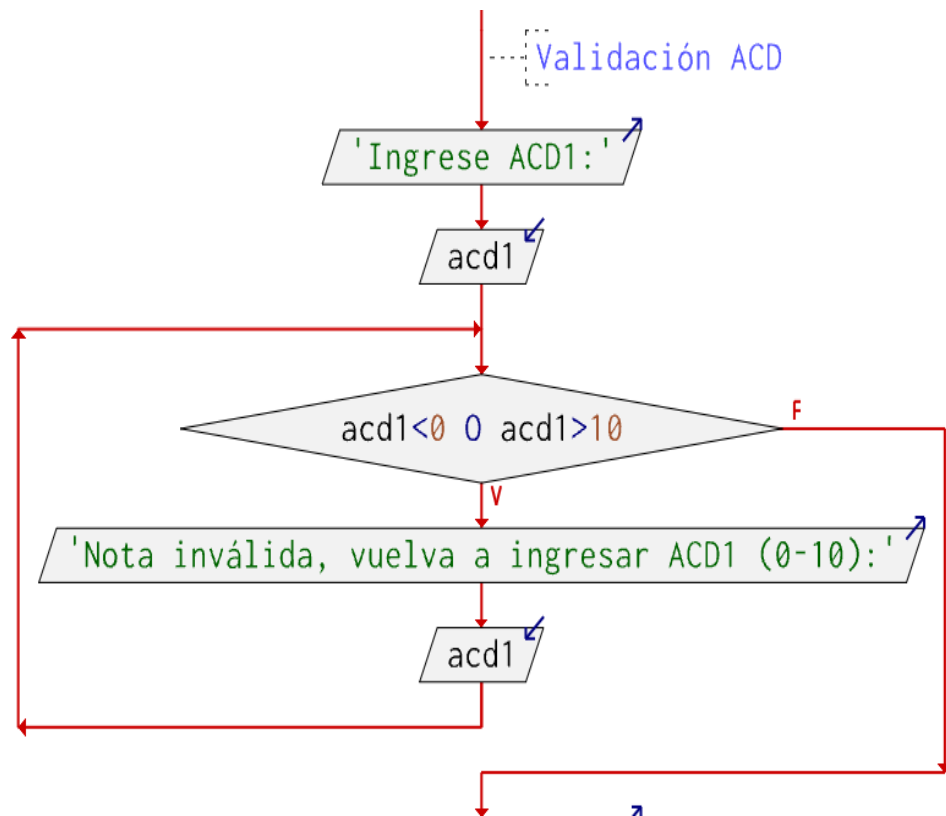 Validación ACD
'Ingrese ACD1:'
acd1
acd1<0 O acd1>10
F
V
'Nota inválida, vuelva a ingresar ACD1 (0-10):'
acd1